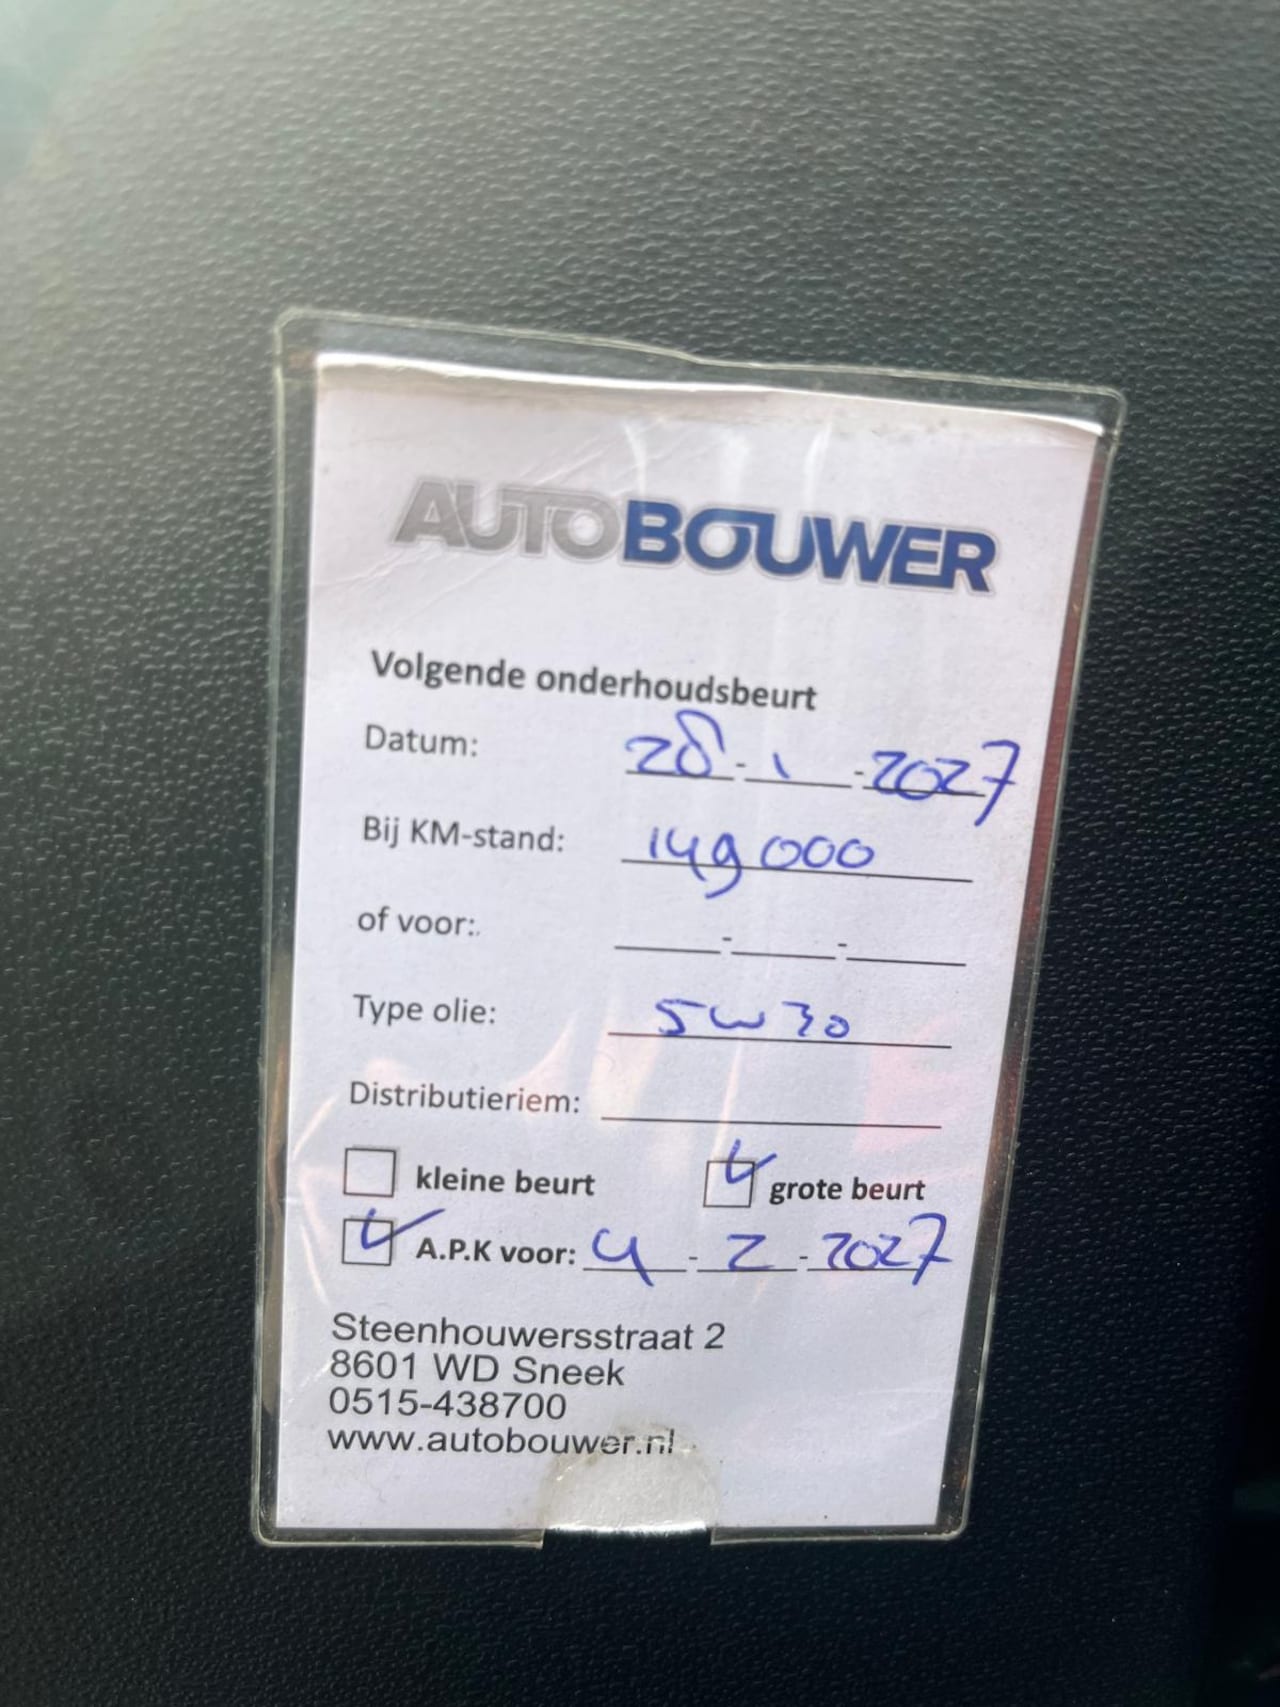 AUTOBOUWER
Volgende onderhoudsbeurt
Datum: 28-1-2027
Bij KM-stand: 149000
of voor: - -
Type olie: 5w30
Distributieriem:
kleine beurt grote beurt
A.P.K voor: 4-2-2027
Steenhouwersstraat 2
8601 WD Sneek
0515-438700
www.autobouwer.nl